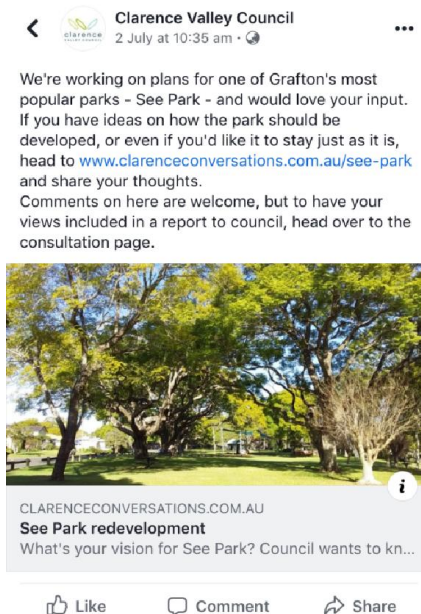 Clarence Valley Council
2 July at 10:35 am ·
clarence
VALLEY COUNCIL
We're working on plans for one of Grafton's most
popular parks - See Park - and would love your input.
If you have ideas on how the park should be
developed, or even if you'd like it to stay just as it is,
head to www.clarenceconversations.com.au/see-park
and share your thoughts.
Comments on here are welcome, but to have your
views included in a report to council, head over to the
consultation page.
i
CLARENCECONVERSATIONS.COM.AU
See Park redevelopment
What's your vision for See Park? Council wants to kn...
Like Comment Share